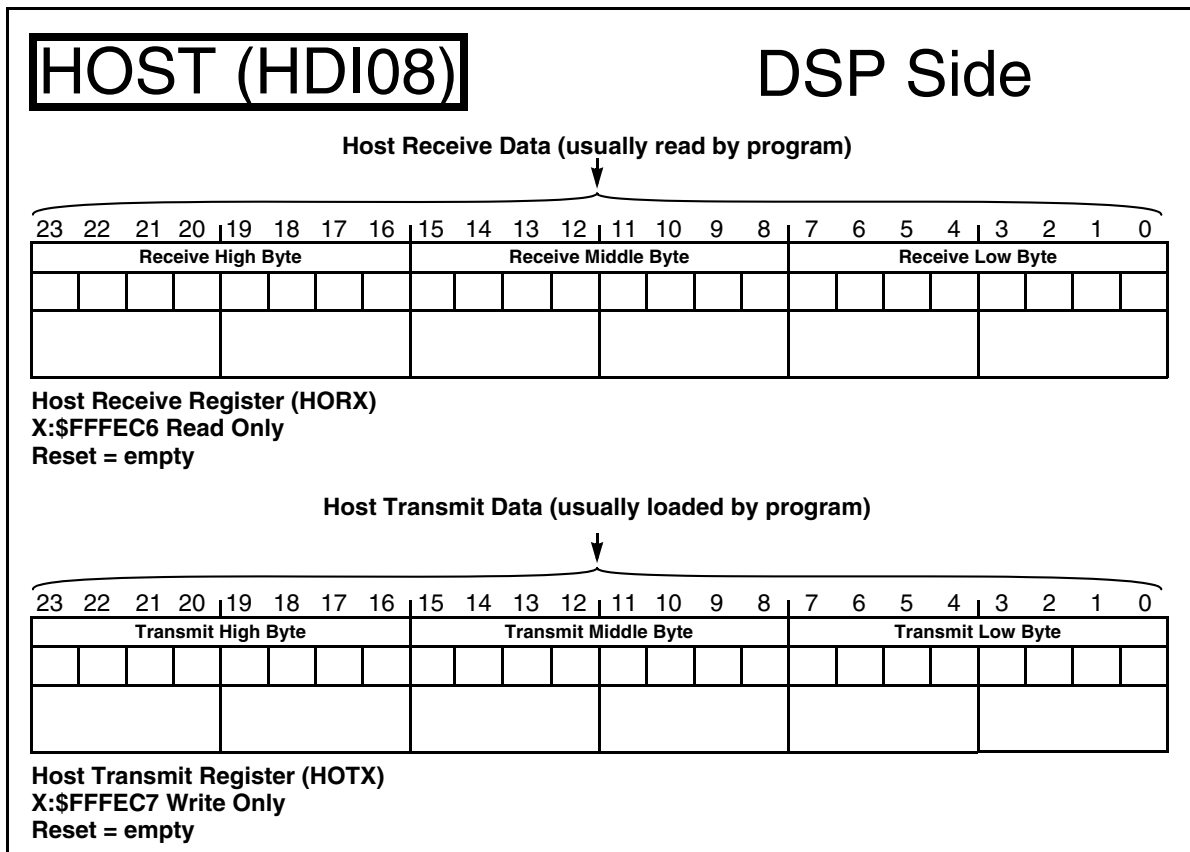 HOST (HDI08) DSP Side
Host Receive Data (usually read by program)
23 22 21 20 19 18 17 16 15 14 13 12 11 10 9 8 7 6 5 4 3 2 1 0
Receive High Byte Receive Middle Byte Receive Low Byte
Host Receive Register (HORX)
X:$FFFEC6 Read Only
Reset = empty
Host Transmit Data (usually loaded by program)
23 22 21 20 19 18 17 16 15 14 13 12 11 10 9 8 7 6 5 4 3 2 1 0
Transmit High Byte Transmit Middle Byte Transmit Low Byte
Host Transmit Register (HOTX)
X:$FFFEC7 Write Only
Reset = empty